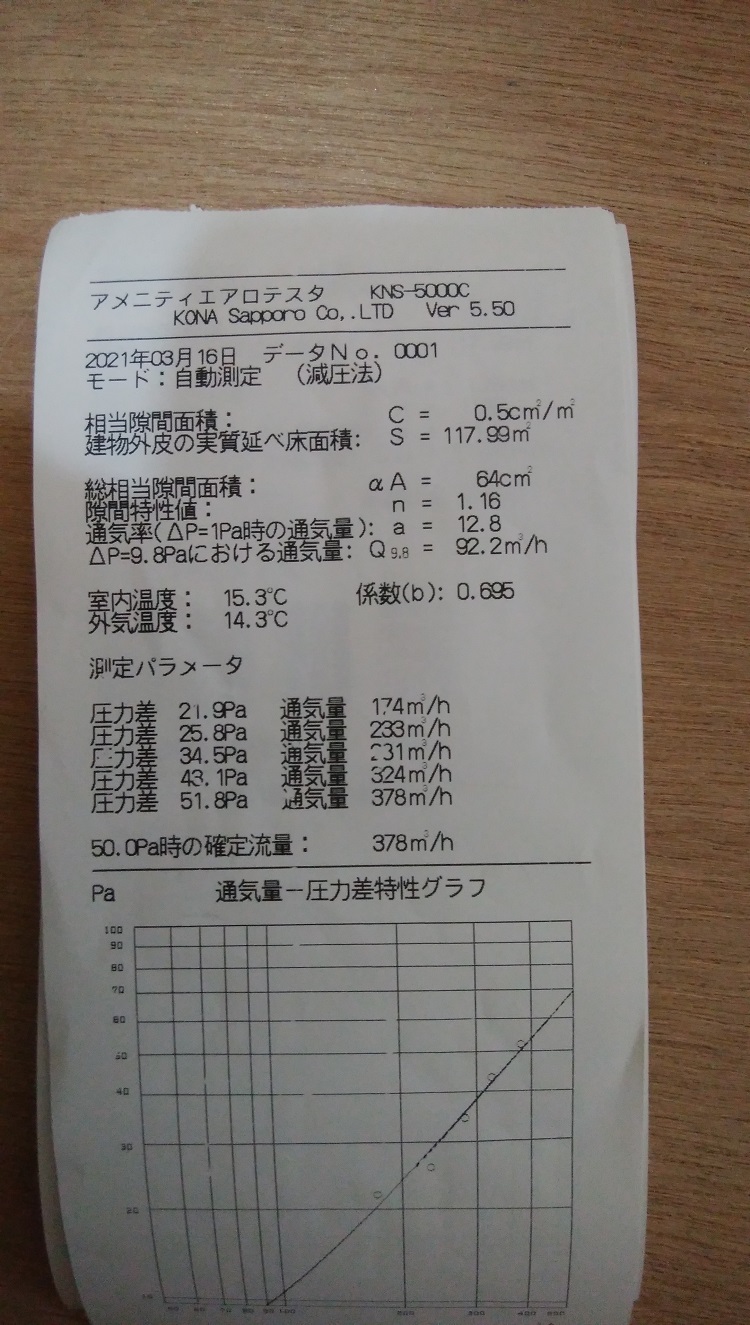 アメニティエアロテスタ KNS-5000C
KONA Sapporo Co,.LTD Ver 5.50
2021年03月16日 データNo. 0001
モード：自動測定 （減圧法）
相当隙間面積： C = 0.5cm²/m²
建物外皮の実質延べ床面積: S = 117.99m²
総相当隙間面積： αA = 64cm²
隙間特性値： n = 1.16
通気率(ΔP=1Pa時の通気量): a = 12.8
ΔP=9.8Paにおける通気量: Q9.8 = 92.2m³/h
室内温度： 15.3℃ 係数(b): 0.695
外気温度： 14.3℃
測定パラメータ
圧力差 21.9Pa 通気量 174m³/h
圧力差 25.8Pa 通気量 233m³/h
圧力差 34.5Pa 通気量 31m³/h
圧力差 43.1Pa 通気量 324m³/h
圧力差 51.8Pa 通気量 378m³/h
50.0Pa時の確定流量： 378m³/h
Pa 通気量－圧力差特性グラフ
100
90
80
70
60
50
40
30
20
10
50 60 70 80 90 100 200 300 400